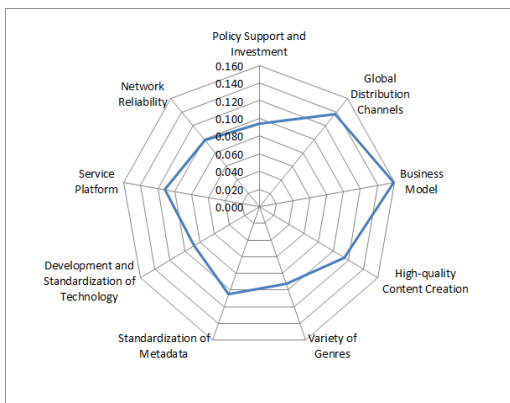 Policy Support and
Investment
0.160
0.140
0.120
0.100
0.080
0.060
0.040
0.020
0.000
Global
Distribution
Channels
Business
Model
High-quality
Content Creation
Variety of
Genres
Standardization of
Metadata
Development and
Standardization of
Technology
Service
Platform
Network
Reliability